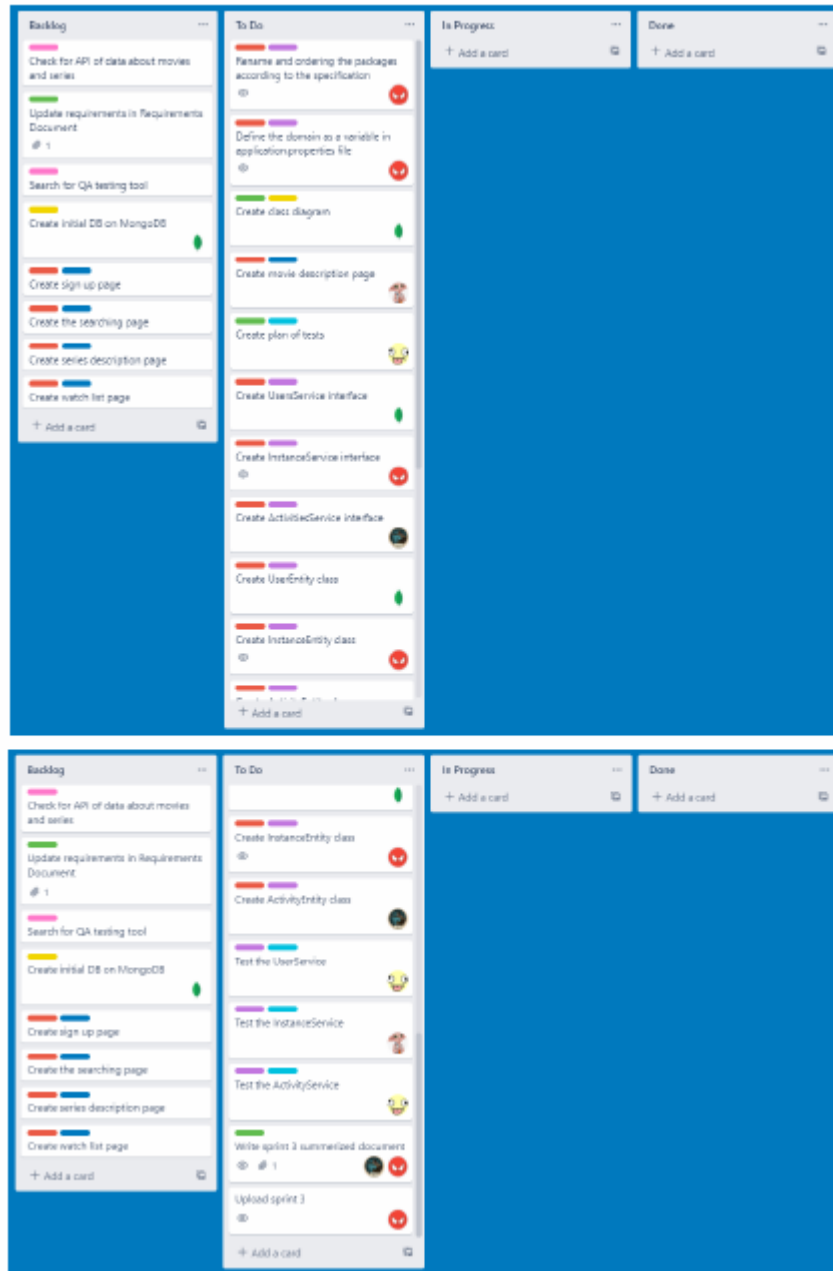 Backlog
Check for API of data about movies
and series
Update requirements in Requirements
Document
1
Search for QA testing tool
Create initial DB on MongoDB
Create sign up page
Create the searching page
Create series description page
Create watch list page
+ Add a card
To Do
Rename and ordering the packages
according to the specification
Define the domain as a variable in
application.properties file
Create class diagram
Create movie description page
Create plan of tests
Create UsersService interface
Create InstanceService interface
Create ActivitiesService interface
Create UserEntity class
Create InstanceEntity class
Create ActivityEntity class
+ Add a card
In Progress
+ Add a card
Done
+ Add a card
Backlog
Check for API of data about movies
and series
Update requirements in Requirements
Document
1
Search for QA testing tool
Create initial DB on MongoDB
Create sign up page
Create the searching page
Create series description page
Create watch list page
+ Add a card
To Do
Create InstanceEntity class
Create ActivityEntity class
Test the UserService
Test the InstanceService
Test the ActivityService
Write sprint 3 summerized document
1
Upload sprint 3
+ Add a card
In Progress
+ Add a card
Done
+ Add a card